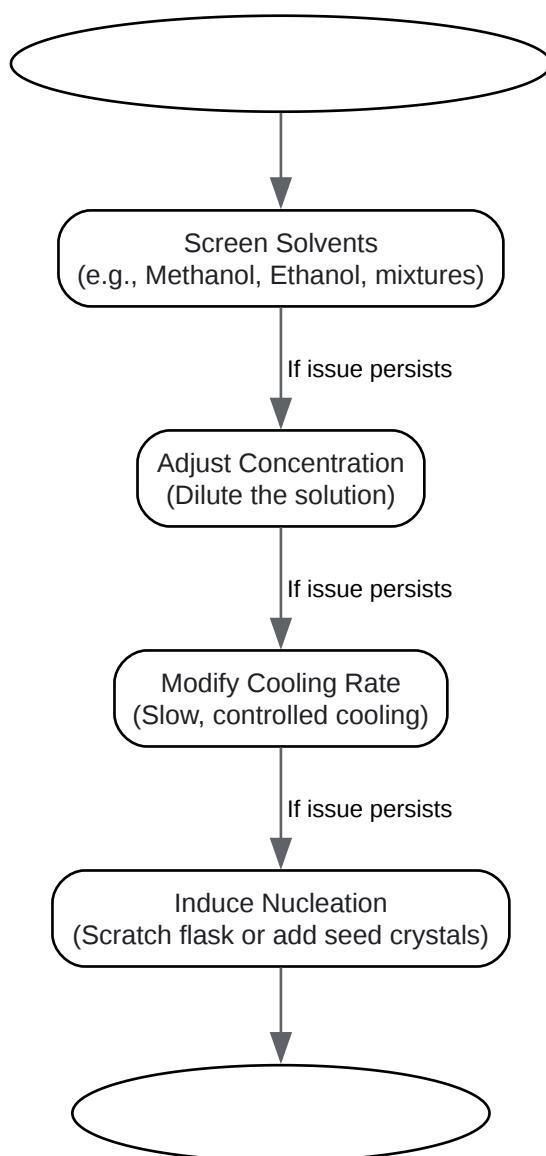 Screen Solvents
(e.g., Methanol, Ethanol, mixtures)
If issue persists
Adjust Concentration
(Dilute the solution)
If issue persists
Modify Cooling Rate
(Slow, controlled cooling)
If issue persists
Induce Nucleation
(Scratch flask or add seed crystals)